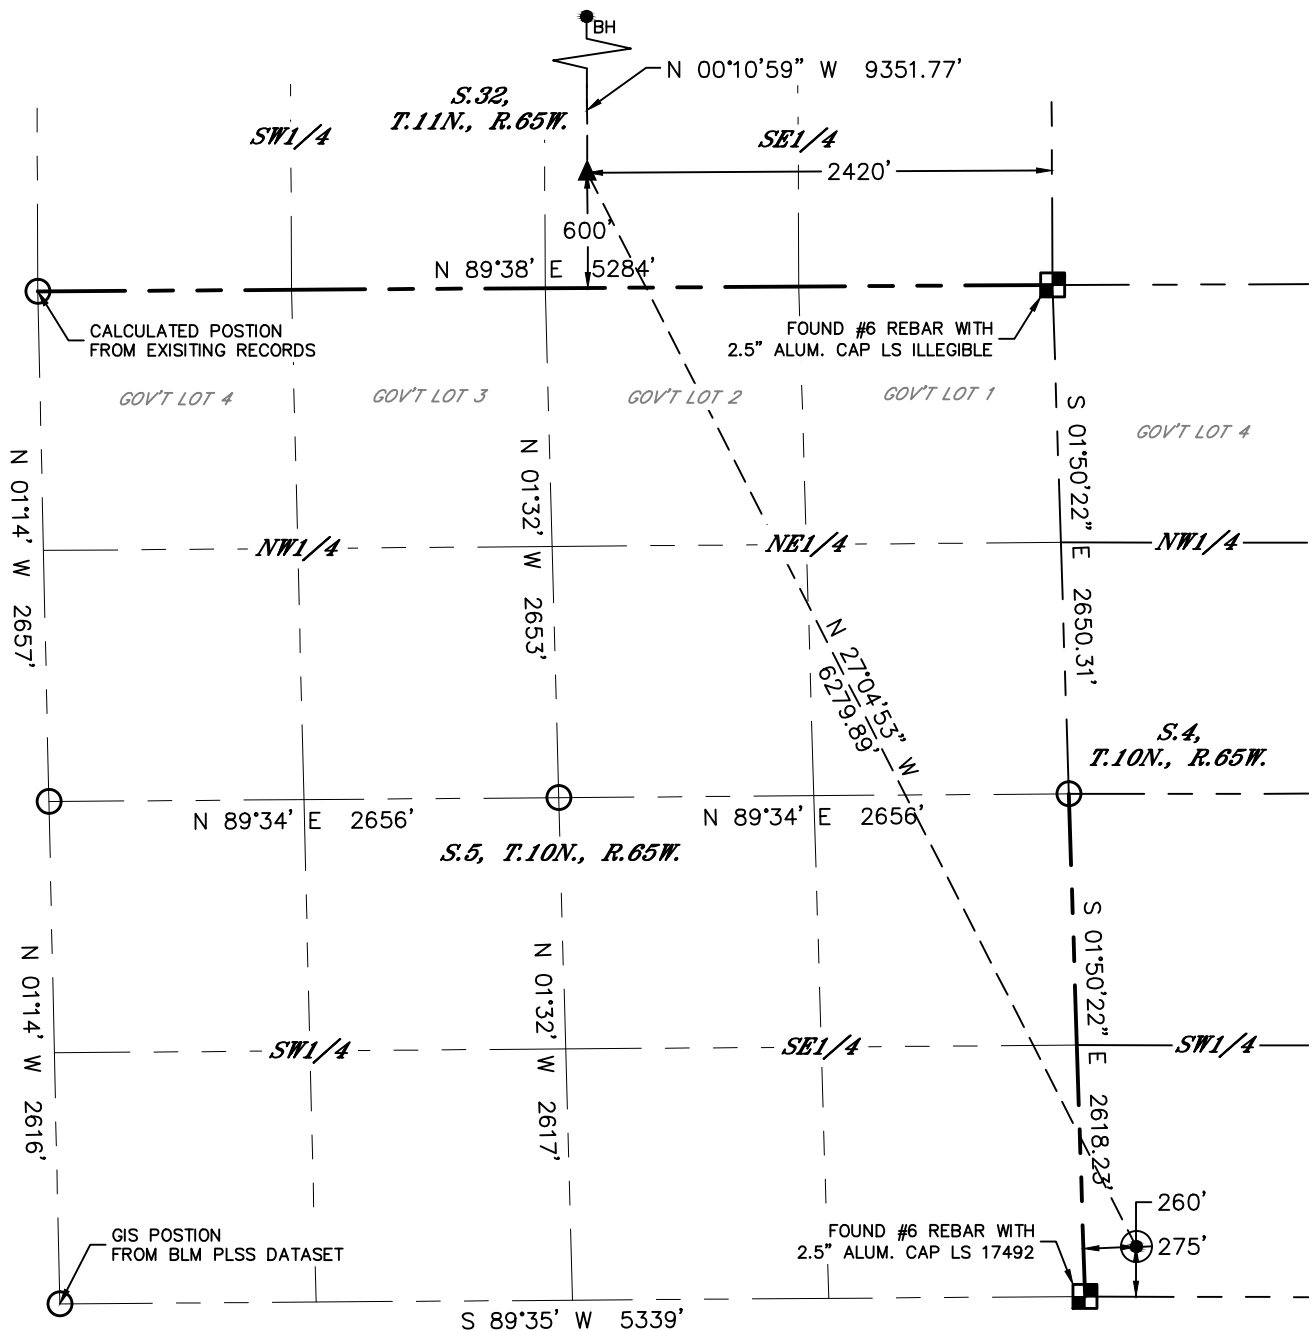 BH
N 00°10'59" W 9351.77'
S.32,
T.11N., R.65W.
SW1/4
SE1/4
2420'
600'
N 89°38' E 5284'
CALCULATED POSTION
FROM EXISITING RECORDS
FOUND #6 REBAR WITH
2.5" ALUM. CAP LS ILLEGIBLE
GOV'T LOT 4
GOV'T LOT 3
GOV'T LOT 2
GOV'T LOT 1
GOV'T LOT 4
N 01°14' W 2657'
N 01°32' W 2653'
S 01°50'22" E 2650.31'
NW1/4
NE1/4
NW1/4
N 27°04'53" W
6279.89'
S.4,
T.10N., R.65W.
N 89°34' E 2656'
N 89°34' E 2656'
S.5, T.10N., R.65W.
N 01°14' W 2616'
N 01°32' W 2617'
S 01°50'22" E 2618.23'
SW1/4
SE1/4
SW1/4
260'
275'
GIS POSTION
FROM BLM PLSS DATASET
FOUND #6 REBAR WITH
2.5" ALUM. CAP LS 17492
S 89°35' W 5339'